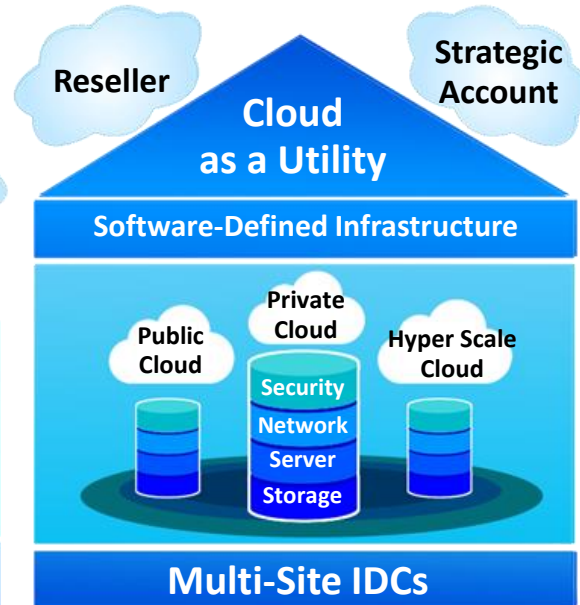 Reseller
Strategic
Account
Cloud
as a Utility
Software-Defined Infrastructure
Private
Cloud
Public
Cloud
Hyper Scale
Cloud
Security
Network
Server
Storage
Multi-Site IDCs